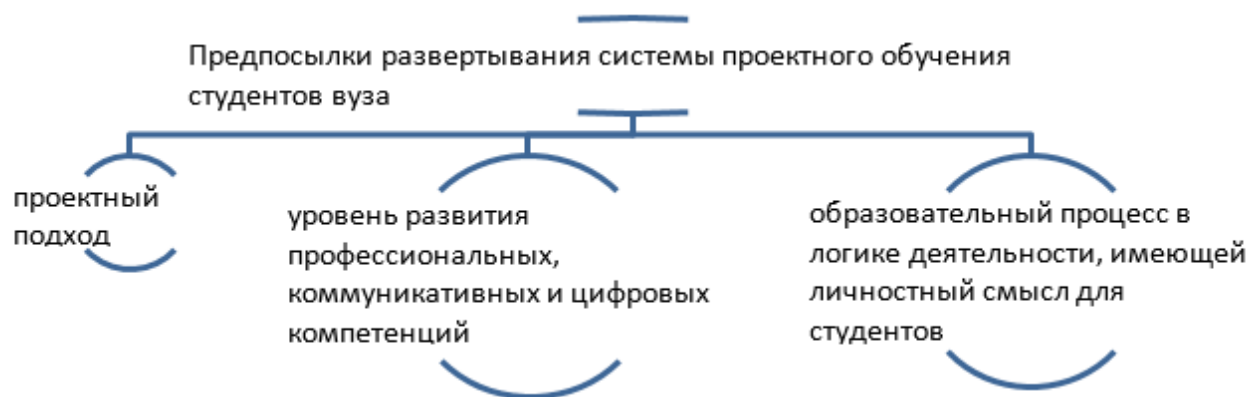 Предпосылки развертывания системы проектного обучения
студентов вуза
проектный
подход
уровень развития
профессиональных,
коммуникативных и цифровых
компетенций
образовательный процесс в
логике деятельности, имеющей
личностный смысл для
студентов